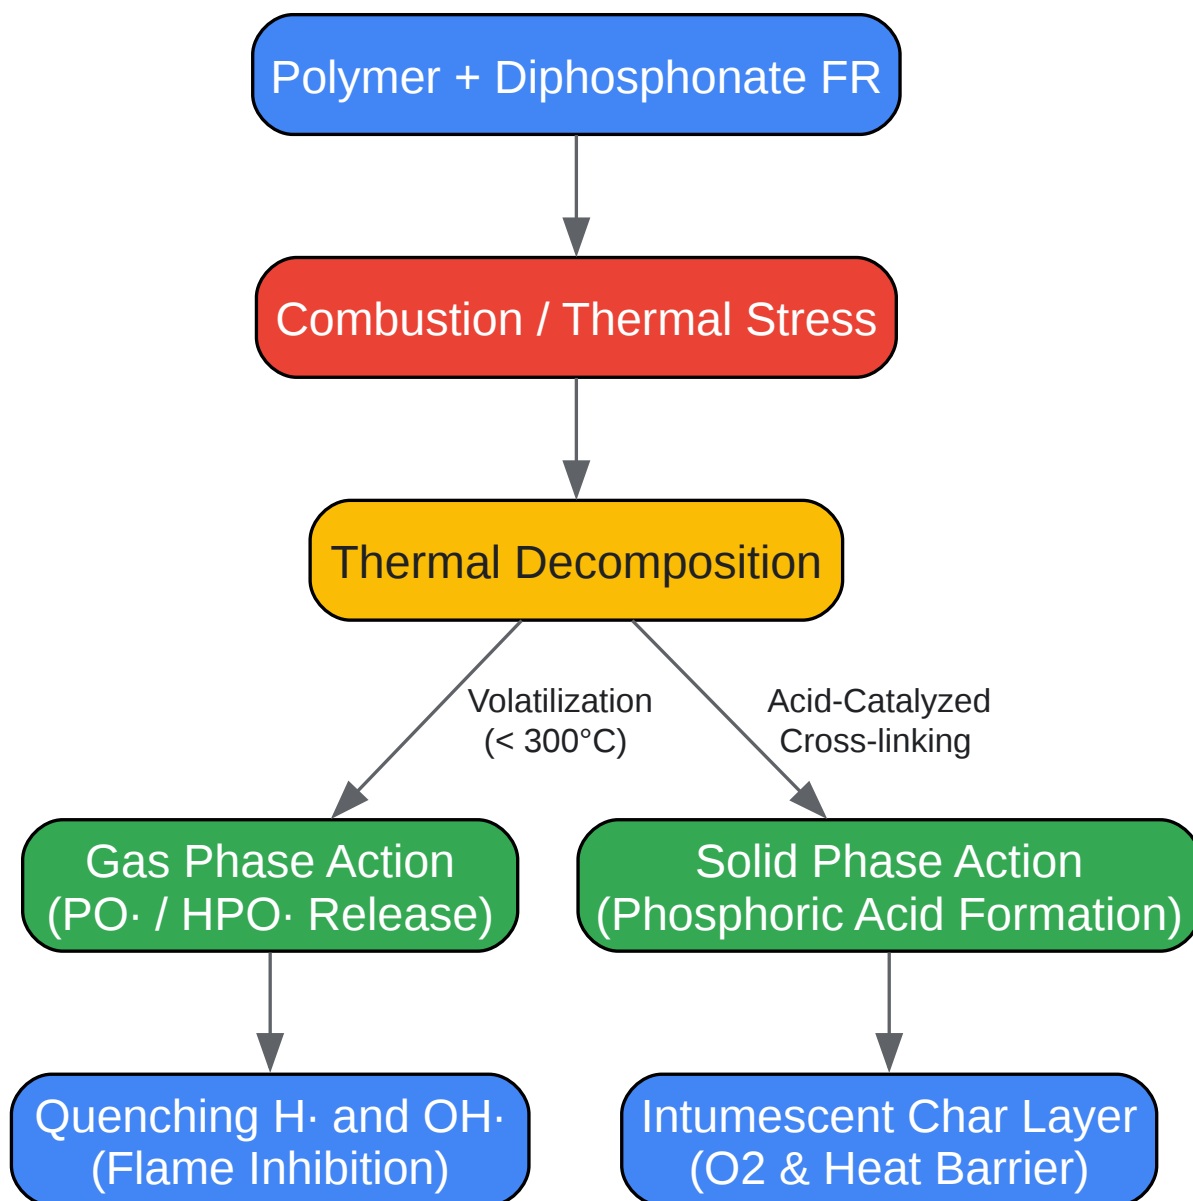 Polymer + Diphosphonate FR
Combustion / Thermal Stress
Thermal Decomposition
Volatilization
(< 300°C)
Acid-Catalyzed
Cross-linking
Gas Phase Action
(PO· / HPO· Release)
Solid Phase Action
(Phosphoric Acid Formation)
Quenching H· and OH·
(Flame Inhibition)
Intumescent Char Layer
(O2 & Heat Barrier)